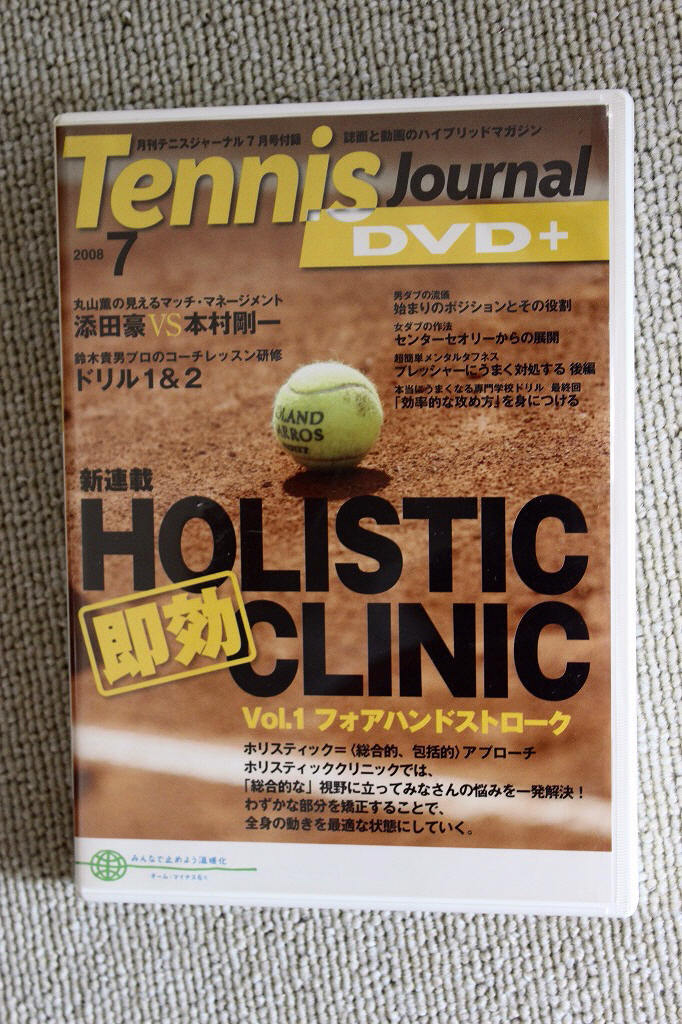 月刊テニスジャーナル7月号付録 誌面と動画のハイブリッドマガジン
Tennis Journal
DVD+
2008 7
丸山薫の見えるマッチ・マネージメント
添田豪VS本村剛一
鈴木貴男プロのコーチレッスン研修
ドリル1&2
男ダブの流儀
始まりのポジションとその役割
女ダブの作法
センターセオリーからの展開
超簡単メンタルタフネス
プレッシャーにうまく対処する 後編
本当にうまくなる専門学校ドリル 最終回
「効率的な攻め方」を身につける
LAND
ARROS
新連載
HOLISTIC
即効
CLINIC
Vol.1 フォアハンドストローク
ホリスティック=〈総合的、包括的〉アプローチ
ホリスティッククリニックでは、
「総合的な」視野に立ってみなさんの悩みを一発解決!
わずかな部分を矯正することで、
全身の動きを最適な状態にしていく。
みんなで止めよう温暖化
チーム・マイナス6%